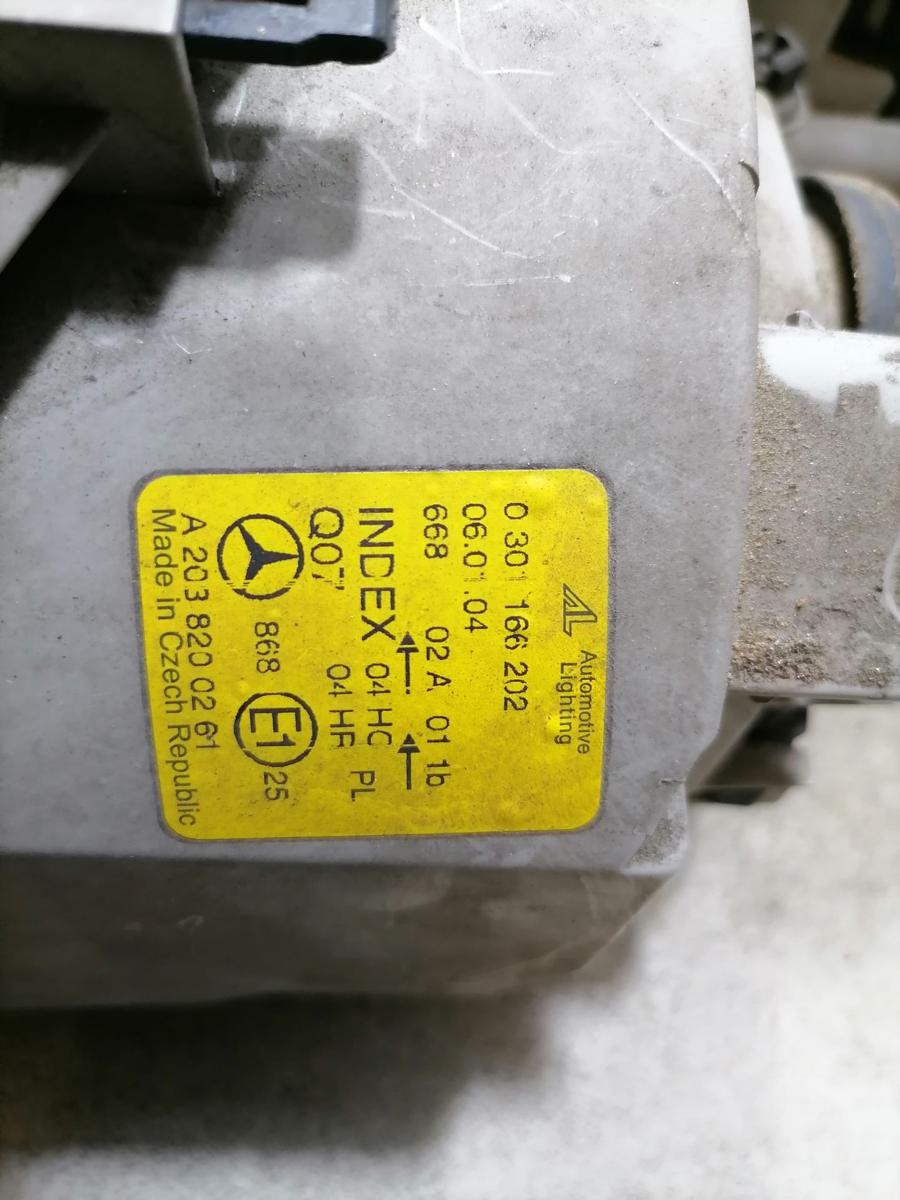 Automotive
Lighting
0 301 166 202
06.01.04
668 02 A 01 1b
INDEX 04 HC PL
Q07 04 HR
868 E1 25
A 203 820 02 61
Made in Czech Republic